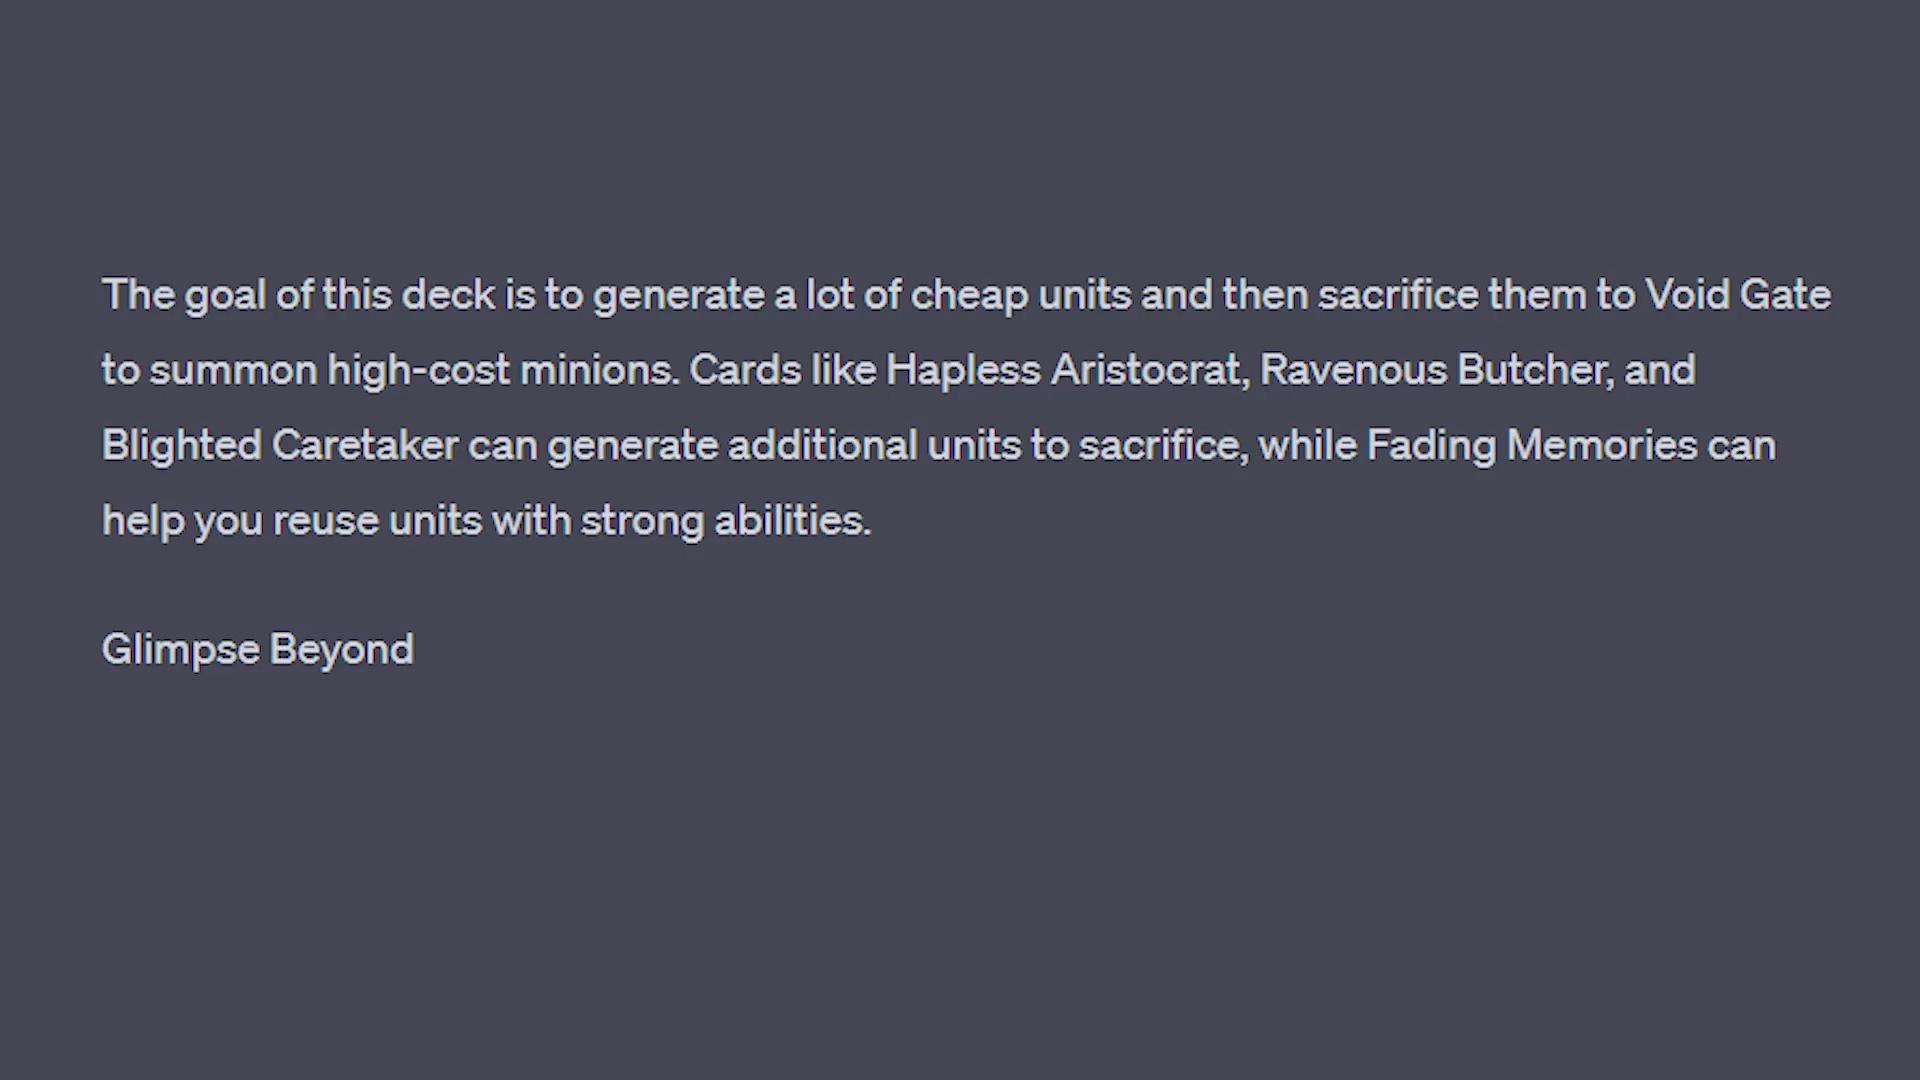 The goal of this deck is to generate a lot of cheap units and then sacrifice them to Void Gate
to summon high-cost minions. Cards like Hapless Aristocrat, Ravenous Butcher, and
Blighted Caretaker can generate additional units to sacrifice, while Fading Memories can
help you reuse units with strong abilities.
Glimpse Beyond